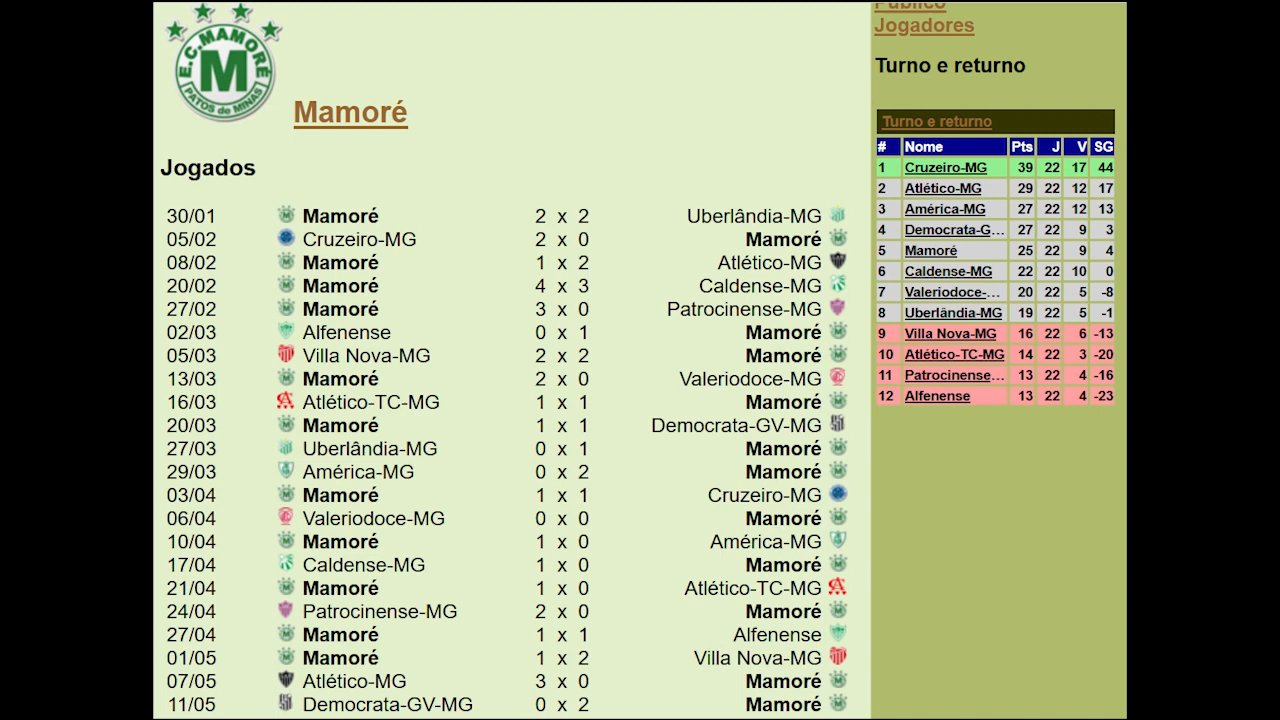 E.C.MAMORÉ
M
PATOS de MINAS
Mamoré
Jogados
30/01 Mamoré 2 x 2 Uberlândia-MG
05/02 Cruzeiro-MG 2 x 0 Mamoré
08/02 Mamoré 1 x 2 Atlético-MG
20/02 Mamoré 4 x 3 Caldense-MG
27/02 Mamoré 3 x 0 Patrocinense-MG
02/03 Alfenense 0 x 1 Mamoré
05/03 Villa Nova-MG 2 x 2 Mamoré
13/03 Mamoré 2 x 0 Valeriodoce-MG
16/03 Atlético-TC-MG 1 x 1 Mamoré
20/03 Mamoré 1 x 1 Democrata-GV-MG
27/03 Uberlândia-MG 0 x 1 Mamoré
29/03 América-MG 0 x 2 Mamoré
03/04 Mamoré 1 x 1 Cruzeiro-MG
06/04 Valeriodoce-MG 0 x 0 Mamoré
10/04 Mamoré 1 x 0 América-MG
17/04 Caldense-MG 1 x 0 Mamoré
21/04 Mamoré 1 x 0 Atlético-TC-MG
24/04 Patrocinense-MG 2 x 0 Mamoré
27/04 Mamoré 1 x 1 Alfenense
01/05 Mamoré 1 x 2 Villa Nova-MG
07/05 Atlético-MG 3 x 0 Mamoré
11/05 Democrata-GV-MG 0 x 2 Mamoré
Público
Jogadores
Turno e returno
Turno e returno
# Nome Pts J V SG
1 Cruzeiro-MG 39 22 17 44
2 Atlético-MG 29 22 12 17
3 América-MG 27 22 12 13
4 Democrata-G... 27 22 9 3
5 Mamoré 25 22 9 4
6 Caldense-MG 22 22 10 0
7 Valeriodoce-... 20 22 5 -8
8 Uberlândia-MG 19 22 5 -1
9 Villa Nova-MG 16 22 6 -13
10 Atlético-TC-MG 14 22 3 -20
11 Patrocinense... 13 22 4 -16
12 Alfenense 13 22 4 -23